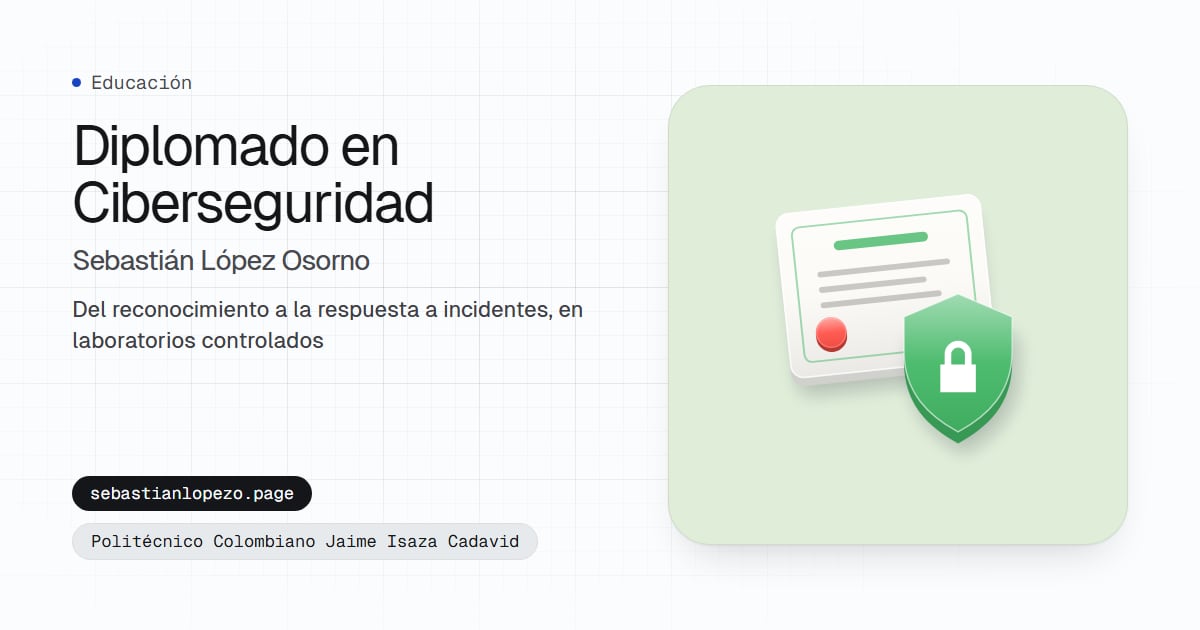 Educación
Diplomado en
Ciberseguridad
Sebastián López Osorno
Del reconocimiento a la respuesta a incidentes, en
laboratorios controlados
sebastianlopezo.page
Politécnico Colombiano Jaime Isaza Cadavid